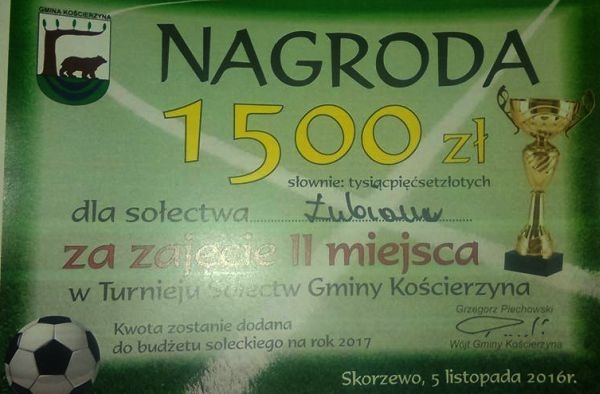 GMINA KOŚCIERZYNA
NAGRODA
1500 zł
słownie: tysiącpięćsetzłotych
dla sołectwa Łubiana
za zajęcie II miejsca
w Turnieju Sołectw Gminy Kościerzyna
Grzegorz Piechowski
Kwota zostanie dodana
do budżetu sołeckiego na rok 2017
Wójt Gminy Kościerzyna
Skorzewo, 5 listopada 2016r.